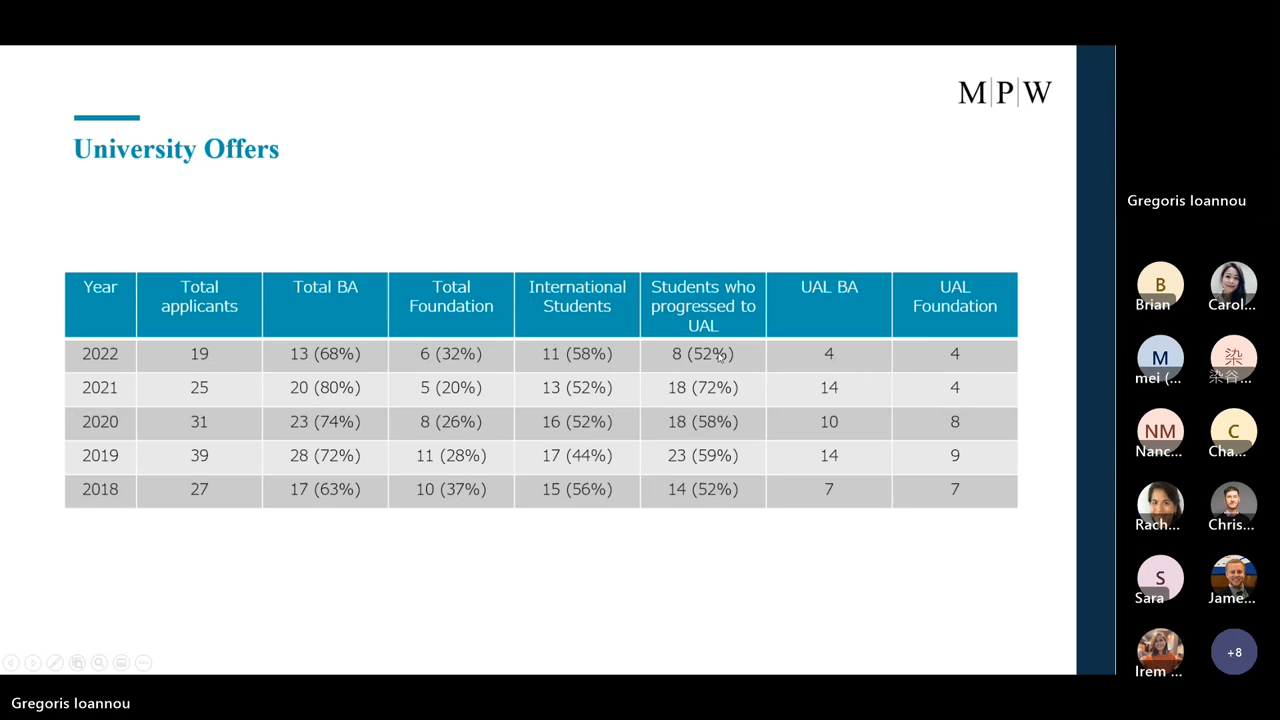 M|P|W
University Offers
Year Total applicants Total BA Total Foundation International Students Students who progressed to UAL UAL BA UAL Foundation
2022 19 13 (68%) 6 (32%) 11 (58%) 8 (52%) 4 4
2021 25 20 (80%) 5 (20%) 13 (52%) 18 (72%) 14 4
2020 31 23 (74%) 8 (26%) 16 (52%) 18 (58%) 10 8
2019 39 28 (72%) 11 (28%) 17 (44%) 23 (59%) 14 9
2018 27 17 (63%) 10 (37%) 15 (56%) 14 (52%) 7 7
Gregoris Ioannou
B
Brian
Carol...
M
mei (...
染
染谷...
NM
Nanc...
C
Cha...
Rach...
Chris...
S
Sara
Jame...
Irem ...
+8
Gregoris Ioannou